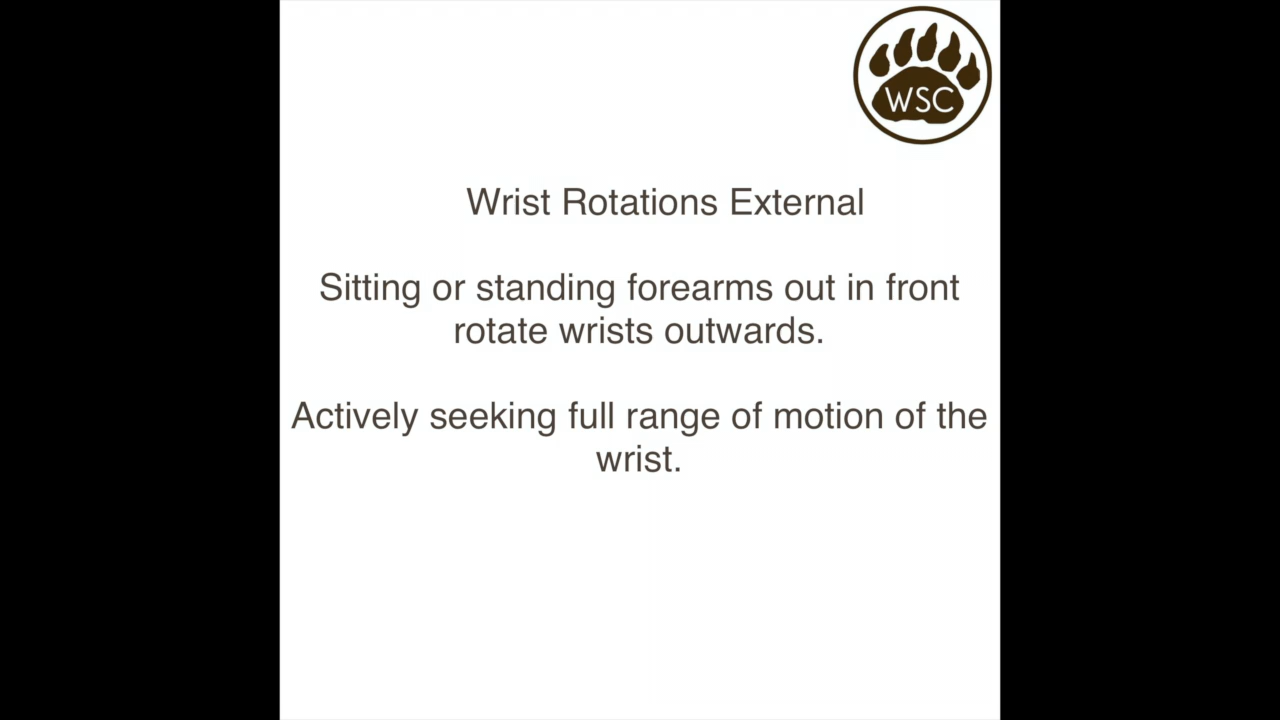 WSC
Wrist Rotations External
Sitting or standing forearms out in front
rotate wrists outwards.
Actively seeking full range of motion of the
wrist.